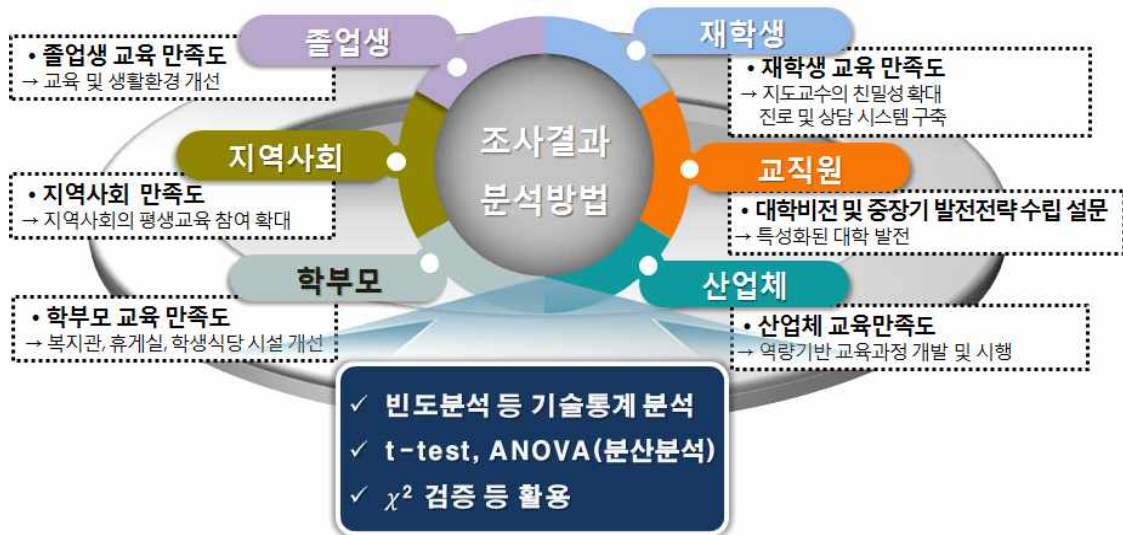 졸업생
재학생
• 졸업생 교육 만족도
→ 교육 및 생활환경 개선
• 재학생 교육 만족도
→ 지도교수의 친밀성 확대
진로 및 상담 시스템 구축
조사결과
분석방법
지역사회
교직원
• 지역사회 만족도
→ 지역사회의 평생교육 참여 확대
• 대학비전 및 중장기 발전전략 수립 설문
→ 특성화된 대학 발전
학부모
산업체
• 학부모 교육 만족도
→ 복지관, 휴게실, 학생식당 시설 개선
• 산업체 교육만족도
→ 역량기반 교육과정 개발 및 시행
✓ 빈도분석 등 기술통계 분석
✓ t-test, ANOVA(분산분석)
✓ χ² 검증 등 활용